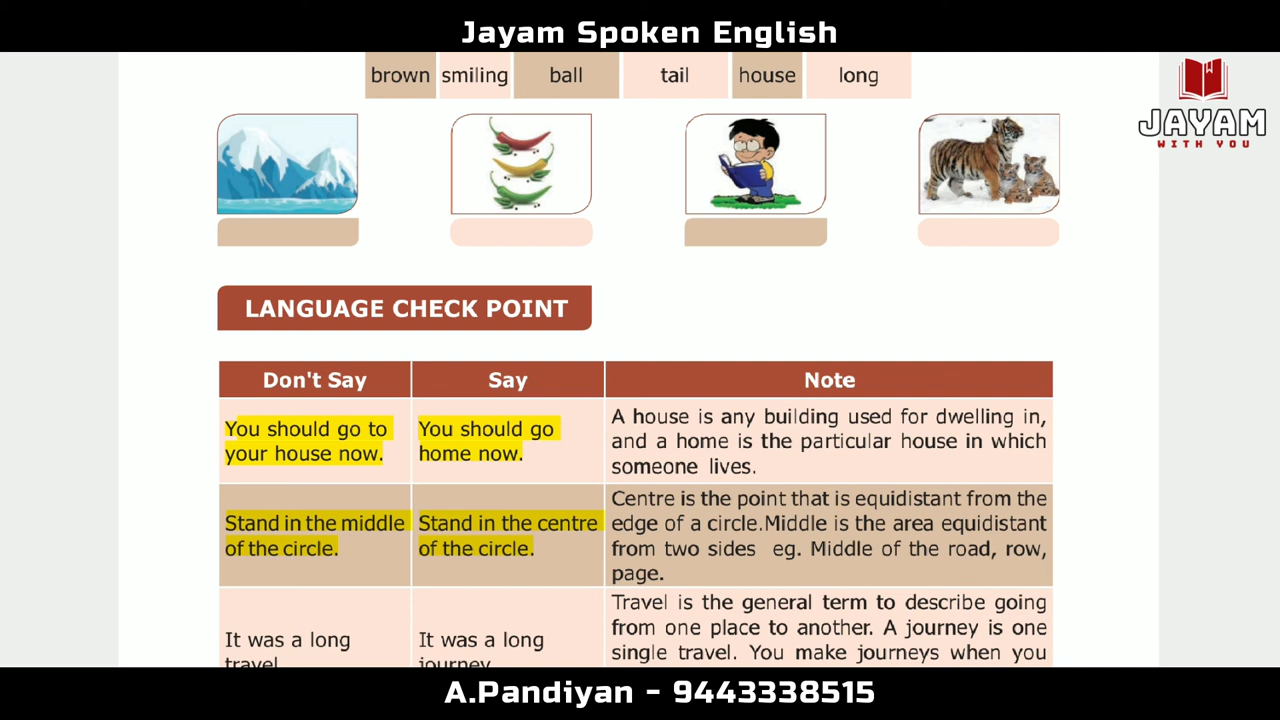 Jayam Spoken English
brown smiling ball tail house long
JAYAM
WITH YOU
LANGUAGE CHECK POINT
Don't Say Say Note
You should go to
your house now.
You should go
home now.
A house is any building used for dwelling in,
and a home is the particular house in which
someone lives.
Stand in the middle
of the circle.
Stand in the centre
of the circle.
Centre is the point that is equidistant from the
edge of a circle.Middle is the area equidistant
from two sides eg. Middle of the road, row,
page.
It was a long
travel
It was a long
journey
Travel is the general term to describe going
from one place to another. A journey is one
single travel. You make journeys when you
A.Pandiyan - 9443338515